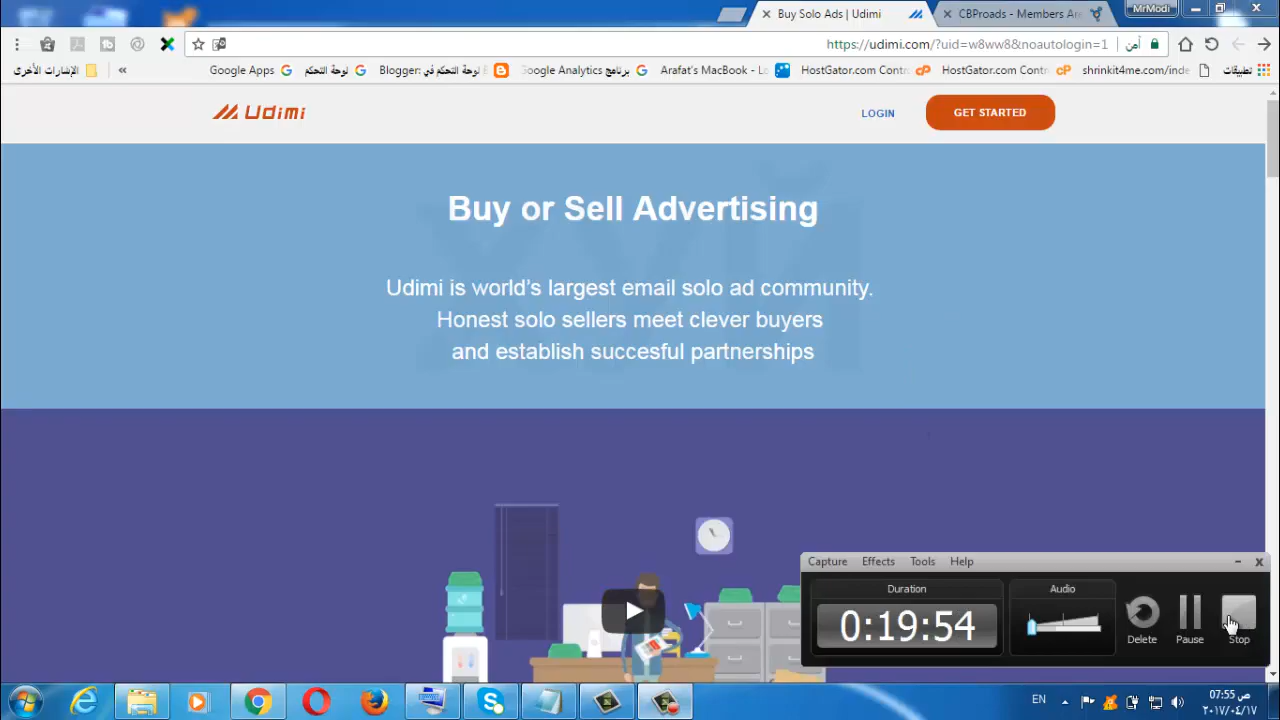 Buy Solo Ads | Udimi
CBProads - Members Are
MrModi
https://udimi.com/?uid=w8ww8&noautologin=1
آمن
الإشارات الأخرى
Google Apps
لوحة التحكم
Blogger: لوحة التحكم في
برنامج Google Analytics
Arafat's MacBook - Lo
HostGator.com Contr
HostGator.com Contr
shrinkit4me.com/inde
تطبيقات
Udimi
LOGIN
GET STARTED
Buy or Sell Advertising
Udimi is world's largest email solo ad community.
Honest solo sellers meet clever buyers
and establish succesful partnerships
Capture
Effects
Tools
Help
Duration
Audio
0:19:54
Delete
Pause
Stop
EN
07:55 ص
٢٠١٧/٠٤/١٧